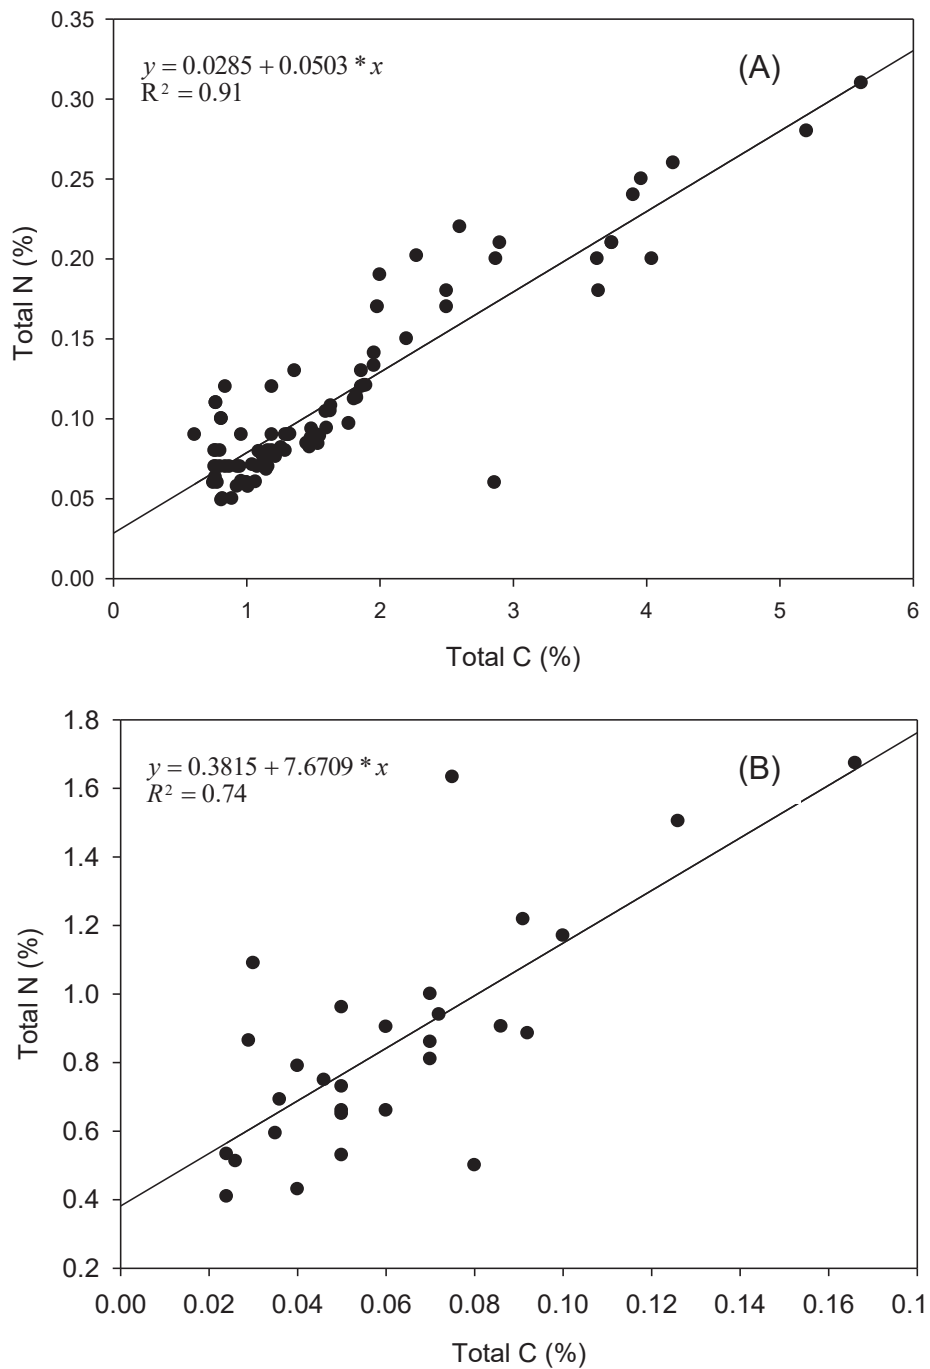 0.35
y = 0.0285 + 0.0503 * x
R² = 0.91
(A)
0.30
0.25
0.20
0.15
0.10
0.05
0.00
Total N (%)
0 1 2 3 4 5 6
Total C (%)
1.8
y = 0.3815 + 7.6709 * x
R² = 0.74
(B)
1.6
1.4
1.2
1.0
0.8
0.6
0.4
0.2
Total N (%)
0.00 0.02 0.04 0.06 0.08 0.10 0.12 0.14 0.16 0.1
Total C (%)